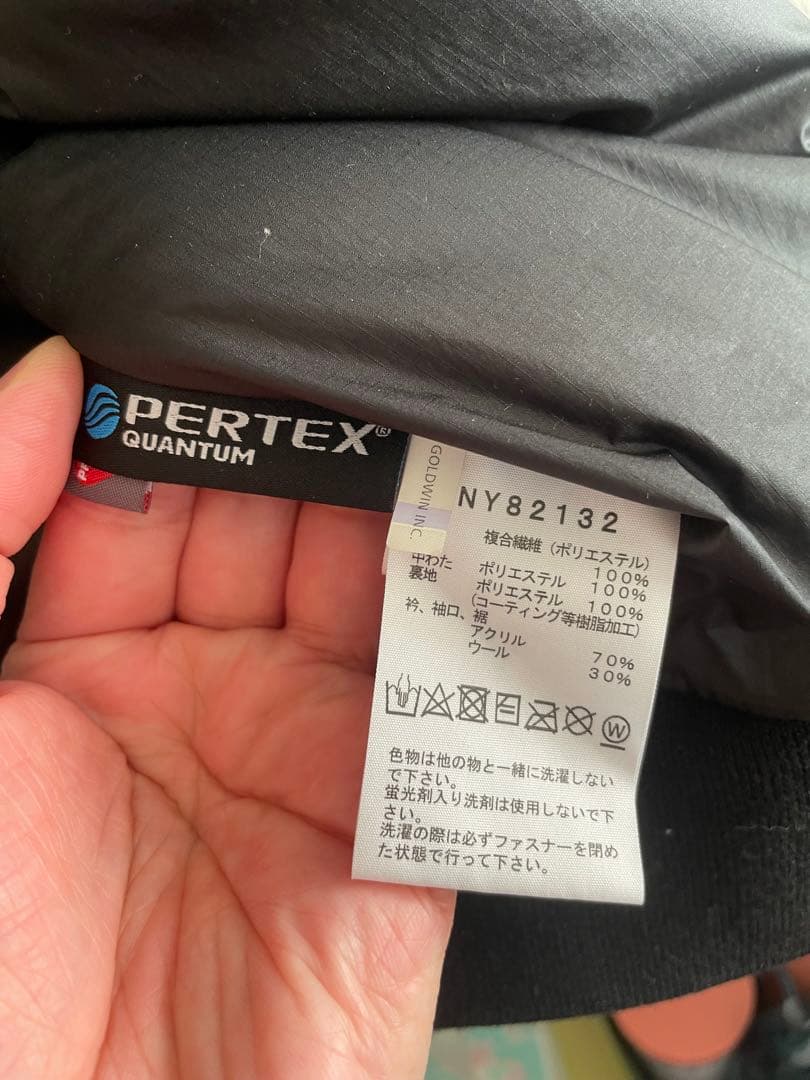 PERTEX®
QUANTUM
GOLDWIN INC.
NY82132
複合繊維（ポリエステル）
100%
中わた ポリエステル 100%
裏地 ポリエステル 100%
（コーティング等樹脂加工）
衿、袖口、裾
アクリル 70%
ウール 30%
W
色物は他の物と一緒に洗濯しない
で下さい。
蛍光剤入り洗剤は使用しないで下
さい。
洗濯の際は必ずファスナーを閉め
た状態で行って下さい。